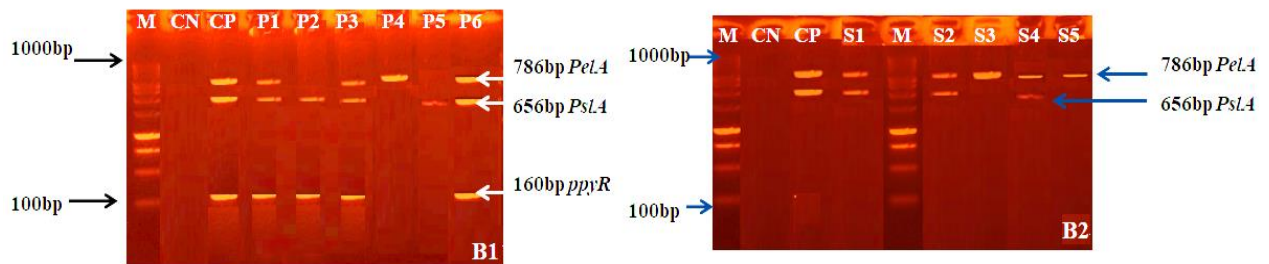 M CN CP P1 P2 P3 P4 P5 P6
1000bp
786bp PelA
656bp PslA
160bp ppyR
100bp
B1
M CN CP S1 M S2 S3 S4 S5
1000bp
786bp PelA
656bp PslA
100bp
B2